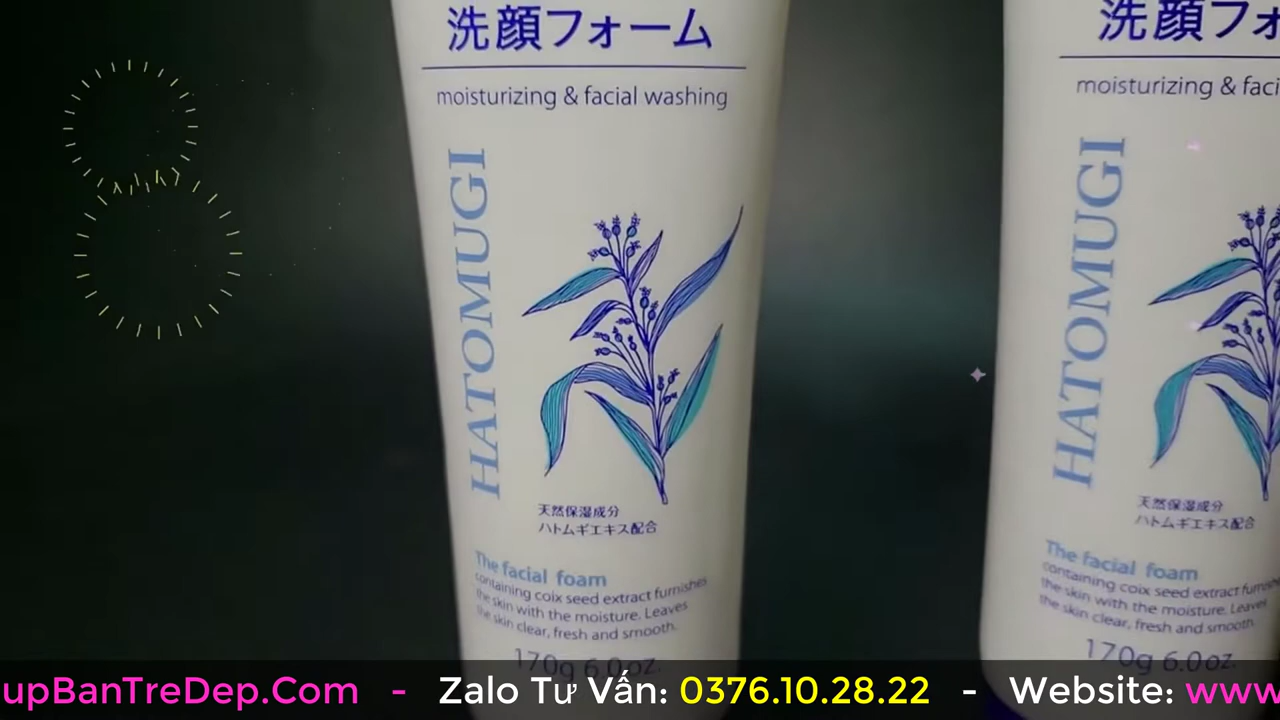 洗顔フォーム
moisturizing & facial washing
HATOMUGI
天然保湿成分
ハトムギエキス配合
The facial foam
containing coix seed extract furnishes
the skin with the moisture. Leaves
the skin clear, fresh and smooth.
170g 6.0oz.
洗顔フォ
moisturizing & faci
HATOMUGI
天然保湿成分
ハトムギエキス配合
The facial foam
containing coix seed extract furnishes
the skin with the moisture. Leaves
the skin clear, fresh and smooth.
170g 6.0oz.
upBanTreDep.Com - Zalo Tư Vấn: 0376.10.28.22 - Website: www